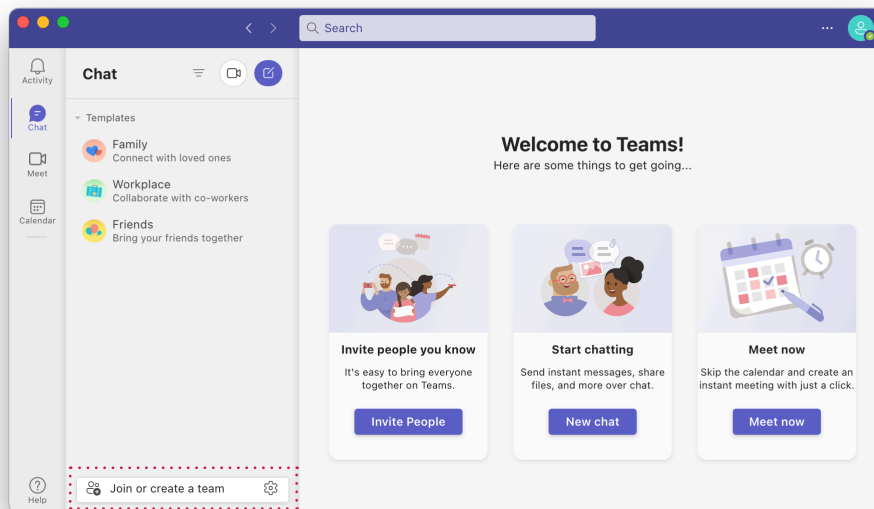 Search
Activity
Chat
Meet
Calendar
Help
Chat
Templates
Family
Connect with loved ones
Workplace
Collaborate with co-workers
Friends
Bring your friends together
Join or create a team
Welcome to Teams!
Here are some things to get going...
Invite people you know
It's easy to bring everyone
together on Teams.
Invite People
Start chatting
Send instant messages, share
files, and more over chat.
New chat
Meet now
Skip the calendar and create an
instant meeting with just a click.
Meet now